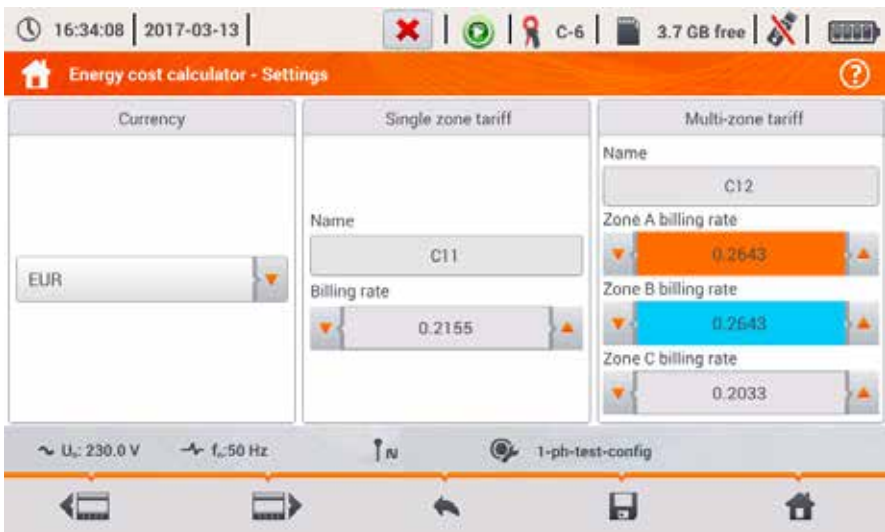 16:34:08 2017-03-13 C-6 3.7 GB free
Energy cost calculator - Settings ?
Currency
EUR
Single zone tariff
Name
C11
Billing rate
0.2155
Multi-zone tariff
Name
C12
Zone A billing rate
0.2643
Zone B billing rate
0.2643
Zone C billing rate
0.2033
Uₙ: 230.0 V fₙ:50 Hz N 1-ph-test-config